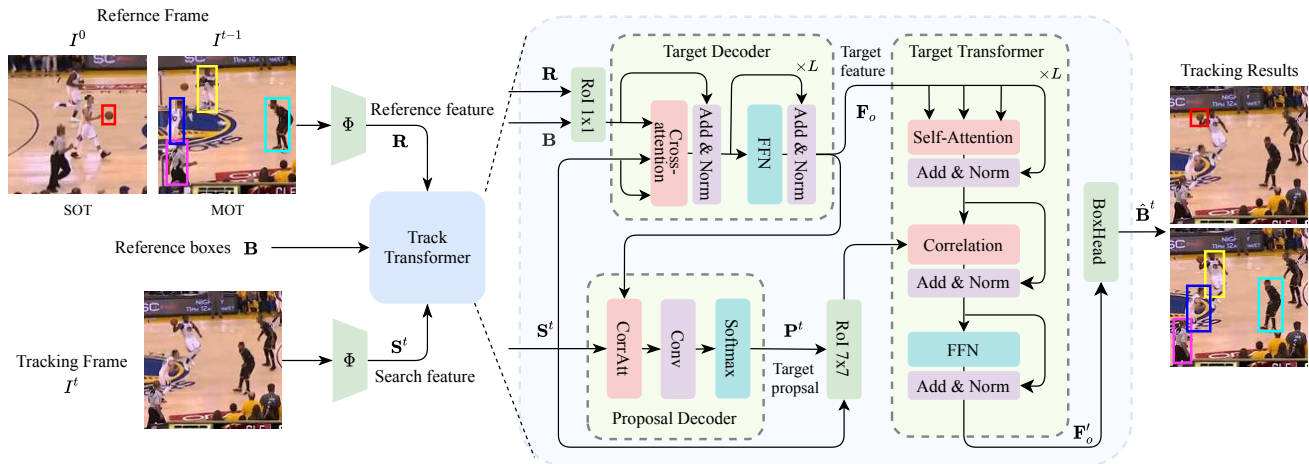 Refernce Frame
I^0
I^{t-1}
SOT
MOT
Φ
Reference feature
R
Reference boxes B
Track
Transformer
Tracking Frame
I^t
Φ
S^t
Search feature
R
B
RoI 1x1
Target Decoder
×L
Cross-
attention
Add & Norm
FFN
Add & Norm
Target
feature
F_o
S^t
CorrAtt
Conv
Softmax
Proposal Decoder
P^t
Target
propsal
RoI 7x7
Target Transformer
×L
Self-Attention
Add & Norm
Correlation
Add & Norm
FFN
Add & Norm
F'_o
BoxHead
B̂^t
Tracking Results